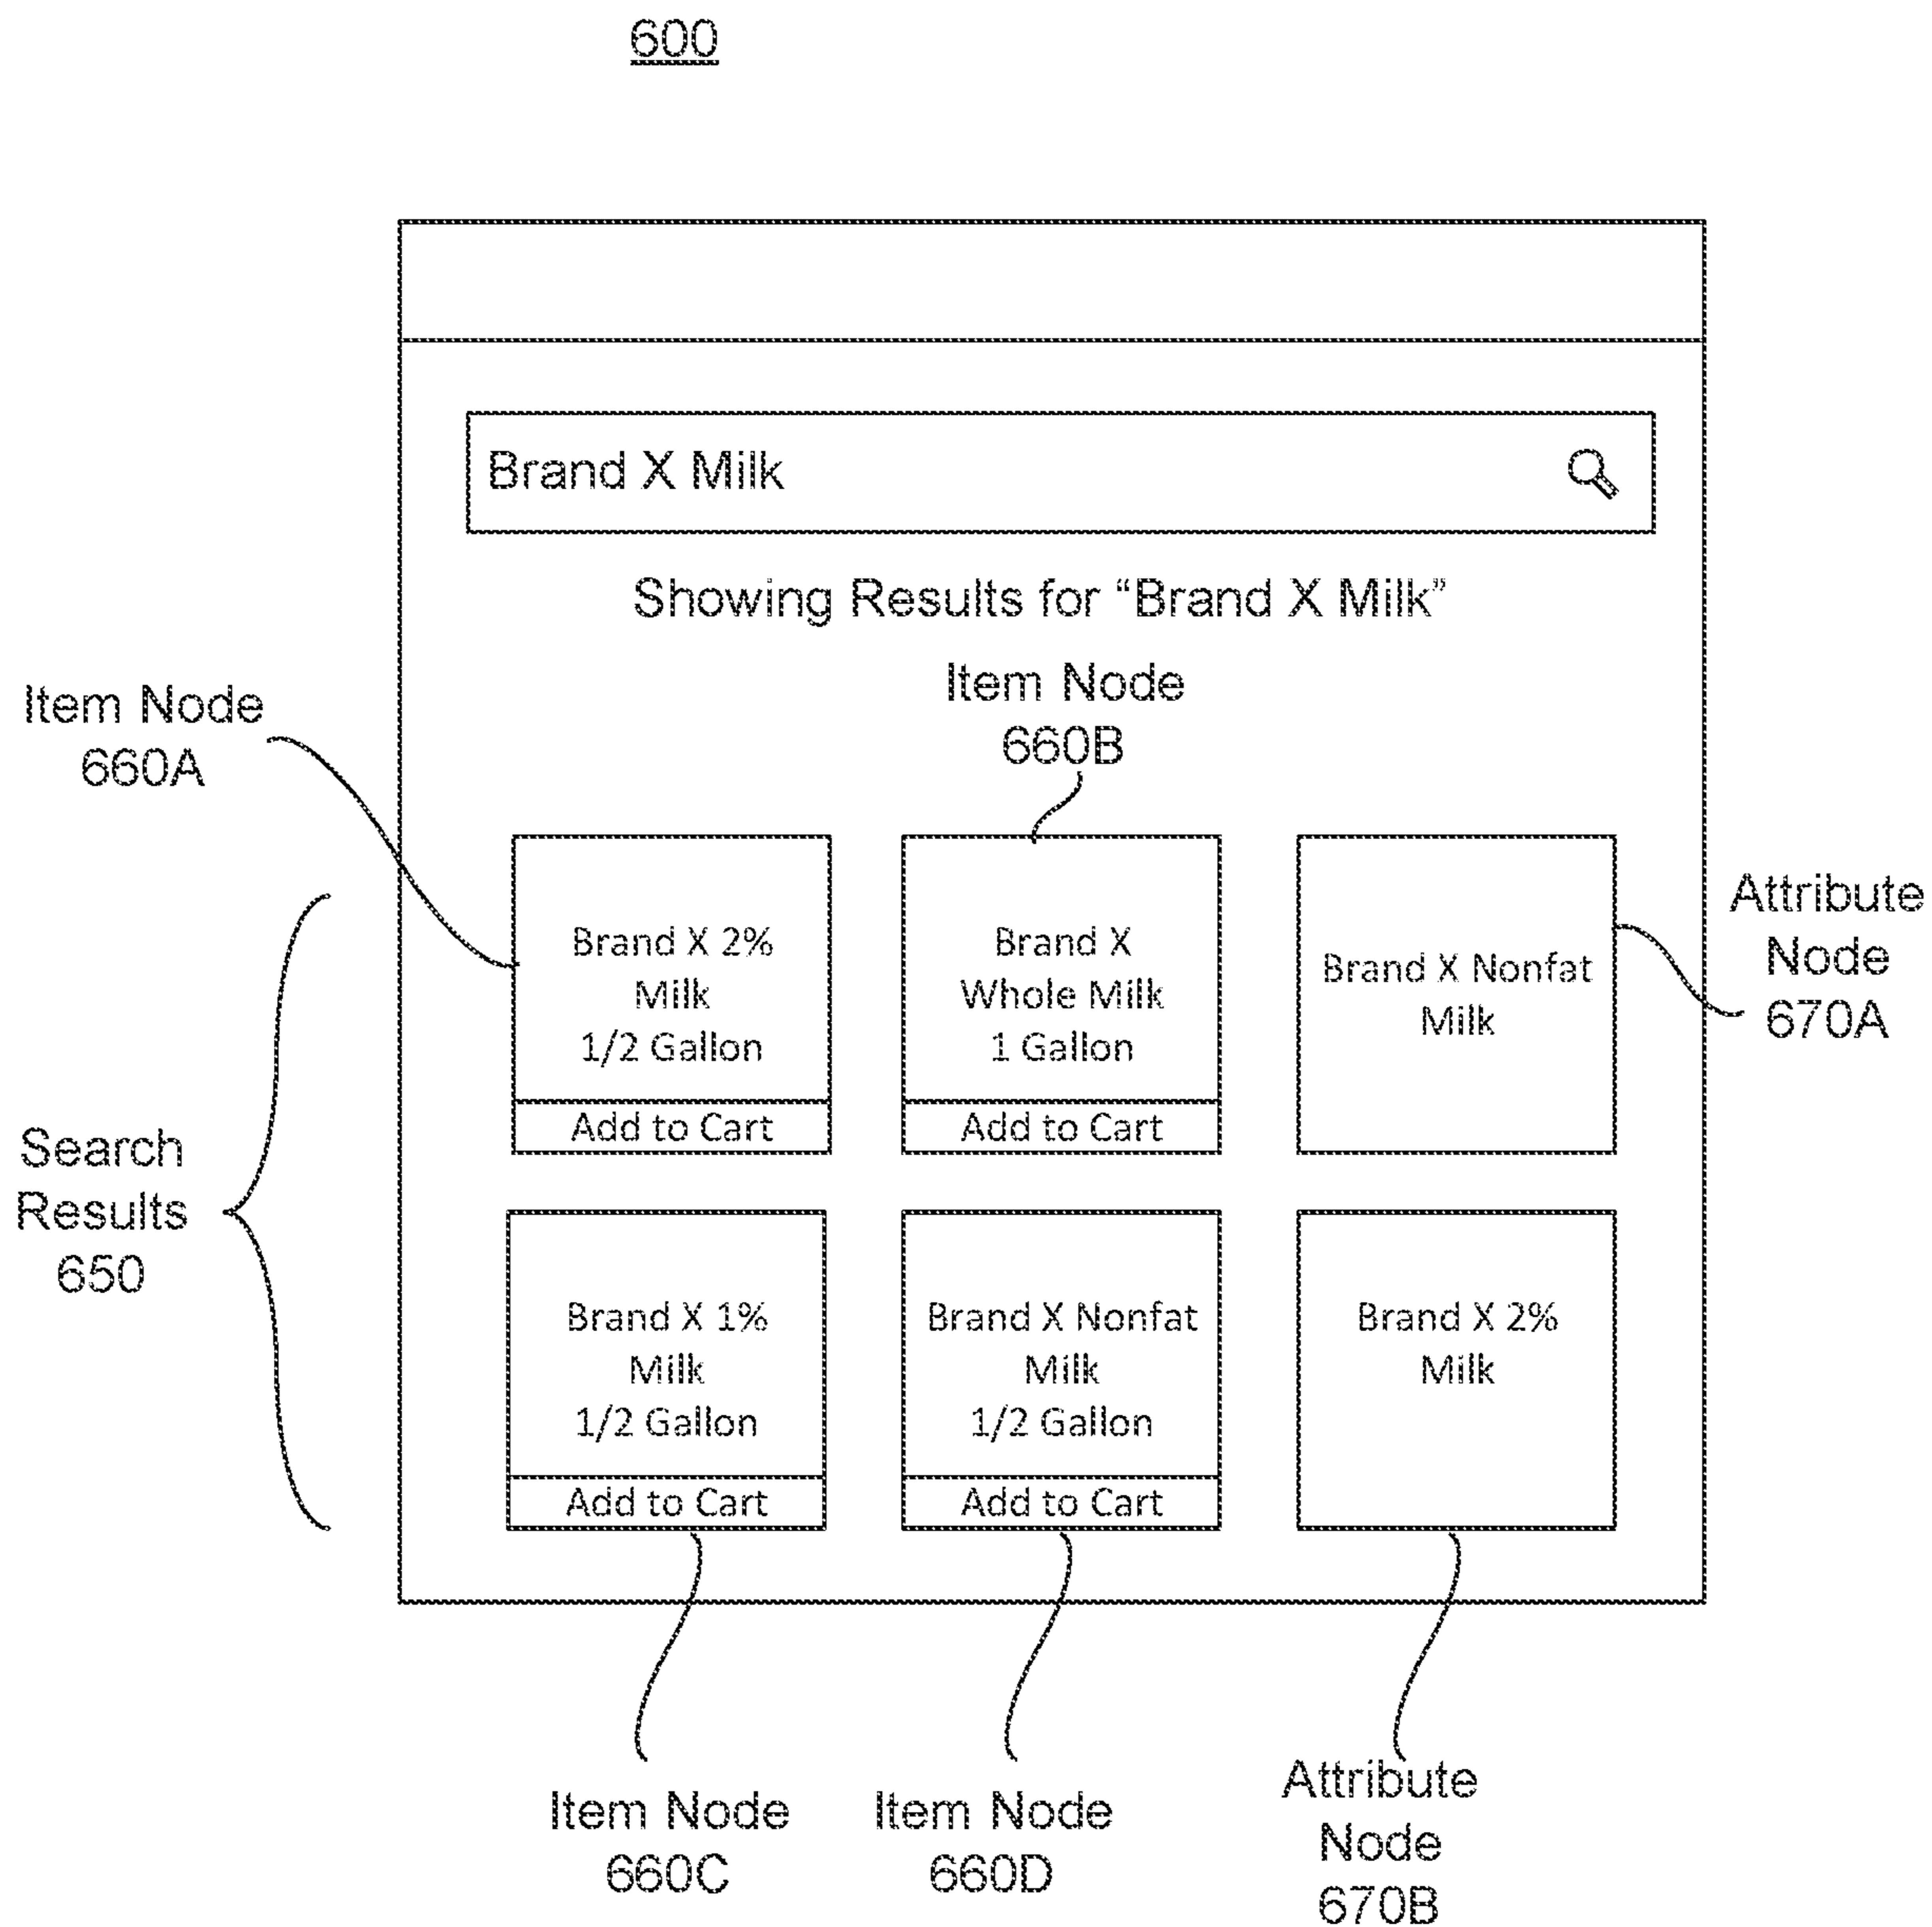 600
Brand X Milk
Showing Results for “Brand X Milk”
Item Node
660A
Item Node
660B
Brand X 2%
Milk
1/2 Gallon
Add to Cart
Brand X
Whole Milk
1 Gallon
Add to Cart
Brand X Nonfat
Milk
Attribute
Node
670A
Search
Results
650
Brand X 1%
Milk
1/2 Gallon
Add to Cart
Brand X Nonfat
Milk
1/2 Gallon
Add to Cart
Brand X 2%
Milk
Item Node
660C
Item Node
660D
Attribute
Node
670B